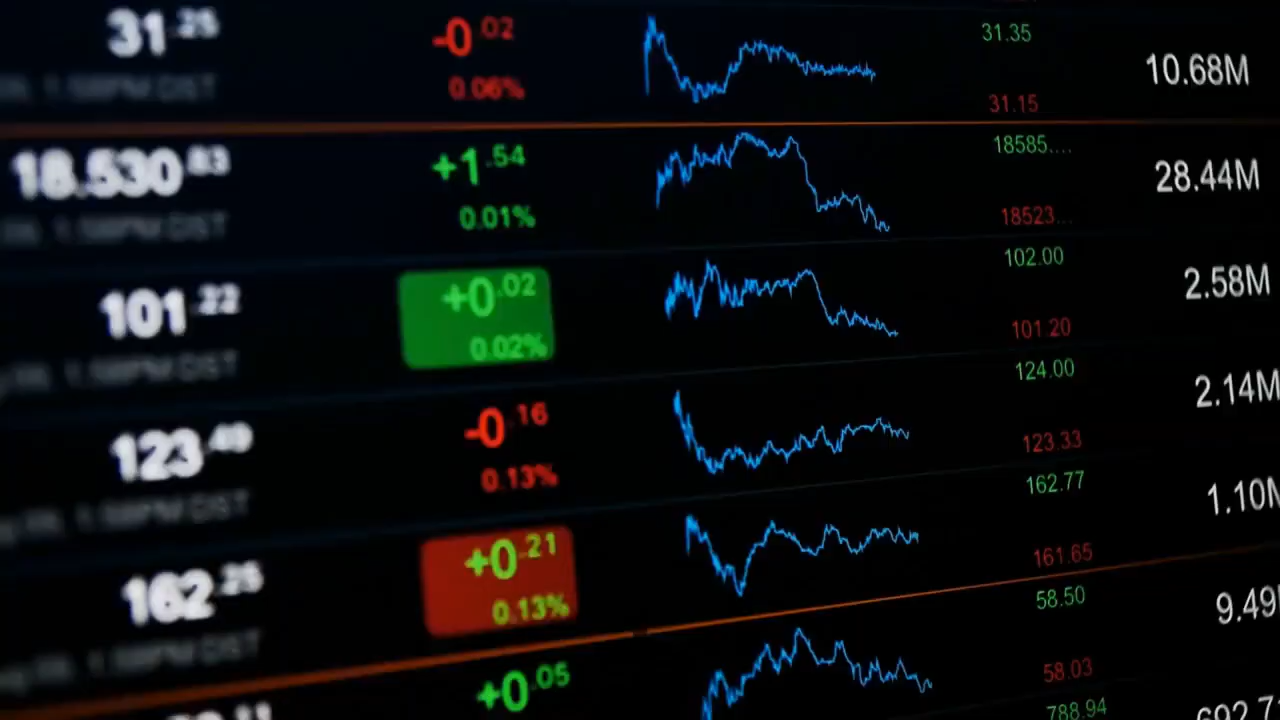 31.25 -0.02 31.35 10.68M
0.06% 31.15
18.530.83 +1.54 18585.... 28.44M
0.01% 18523...
101.22 +0.02 102.00 2.58M
0.02% 101.20
123.49 -0.16 124.00 2.14M
0.13% 123.33
162.25 +0.21 162.77 1.10M
0.13% 161.65
+0.05 58.50 9.49
58.03
788.94